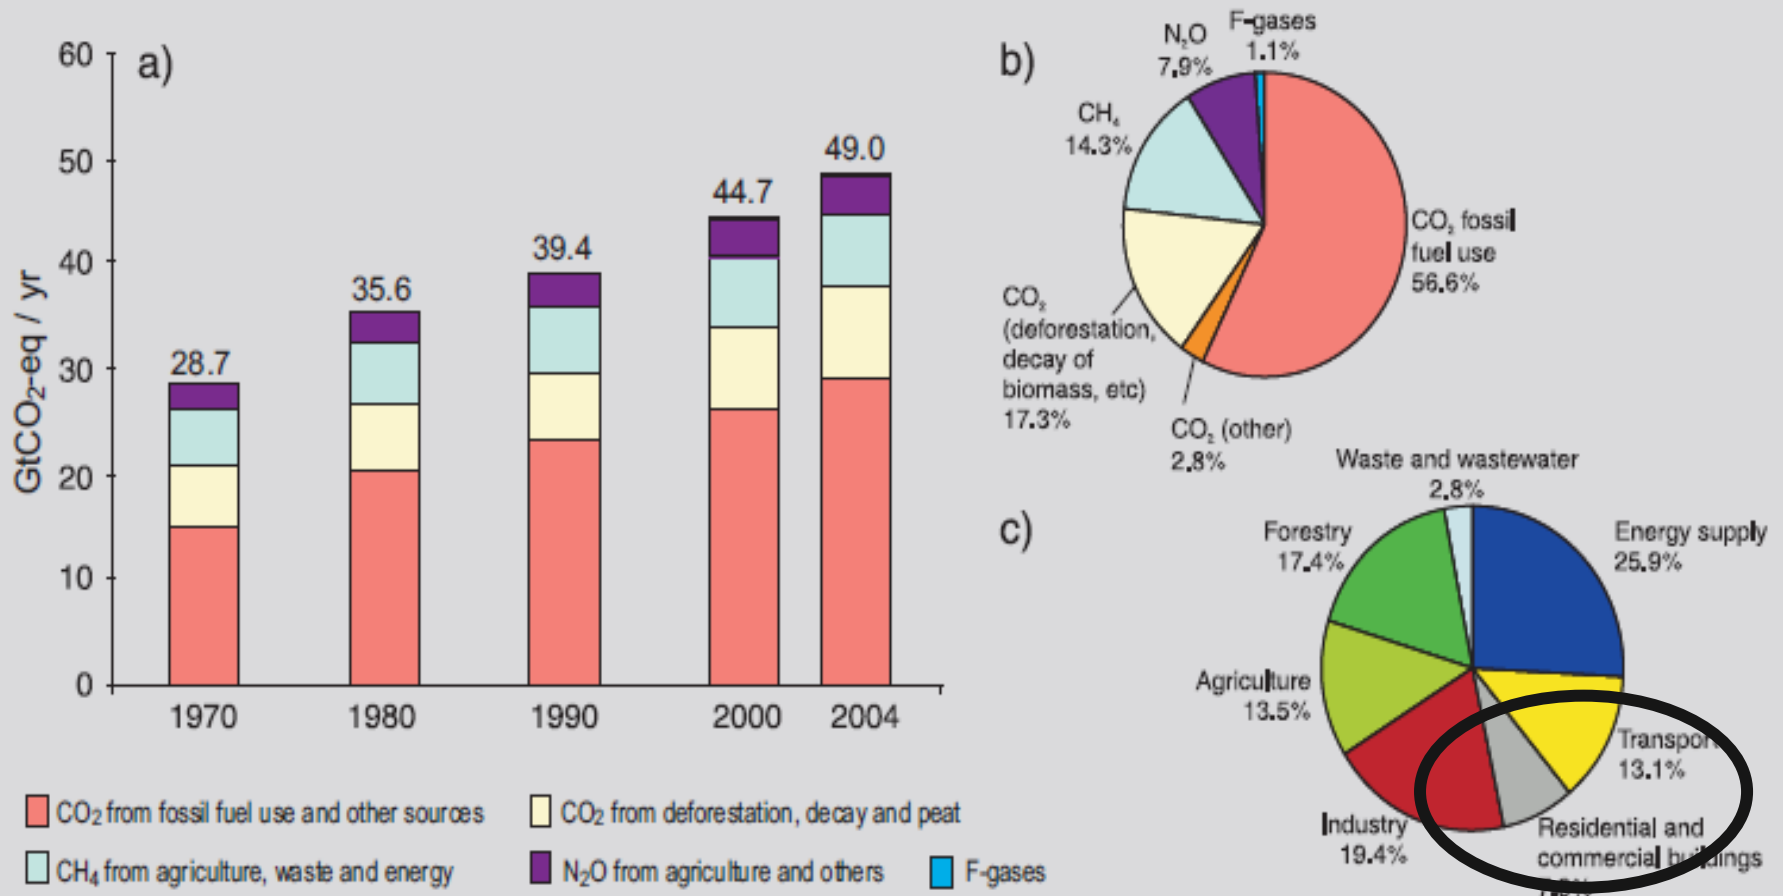 a)
60
50
40
30
20
10
0
GtCO₂-eq / yr
28.7
35.6
39.4
44.7
49.0
1970
1980
1990
2000
2004
CO₂ from fossil fuel use and other sources
CO₂ from deforestation, decay and peat
CH₄ from agriculture, waste and energy
N₂O from agriculture and others
F-gases
b)
F-gases
1.1%
N₂O
7.9%
CH₄
14.3%
CO₂ fossil
fuel use
56.6%
CO₂
(deforestation,
decay of
biomass, etc)
17.3%
CO₂ (other)
2.8%
c)
Waste and wastewater
2.8%
Forestry
17.4%
Energy supply
25.9%
Agriculture
13.5%
Transport
13.1%
Industry
19.4%
Residential and
commercial buildings